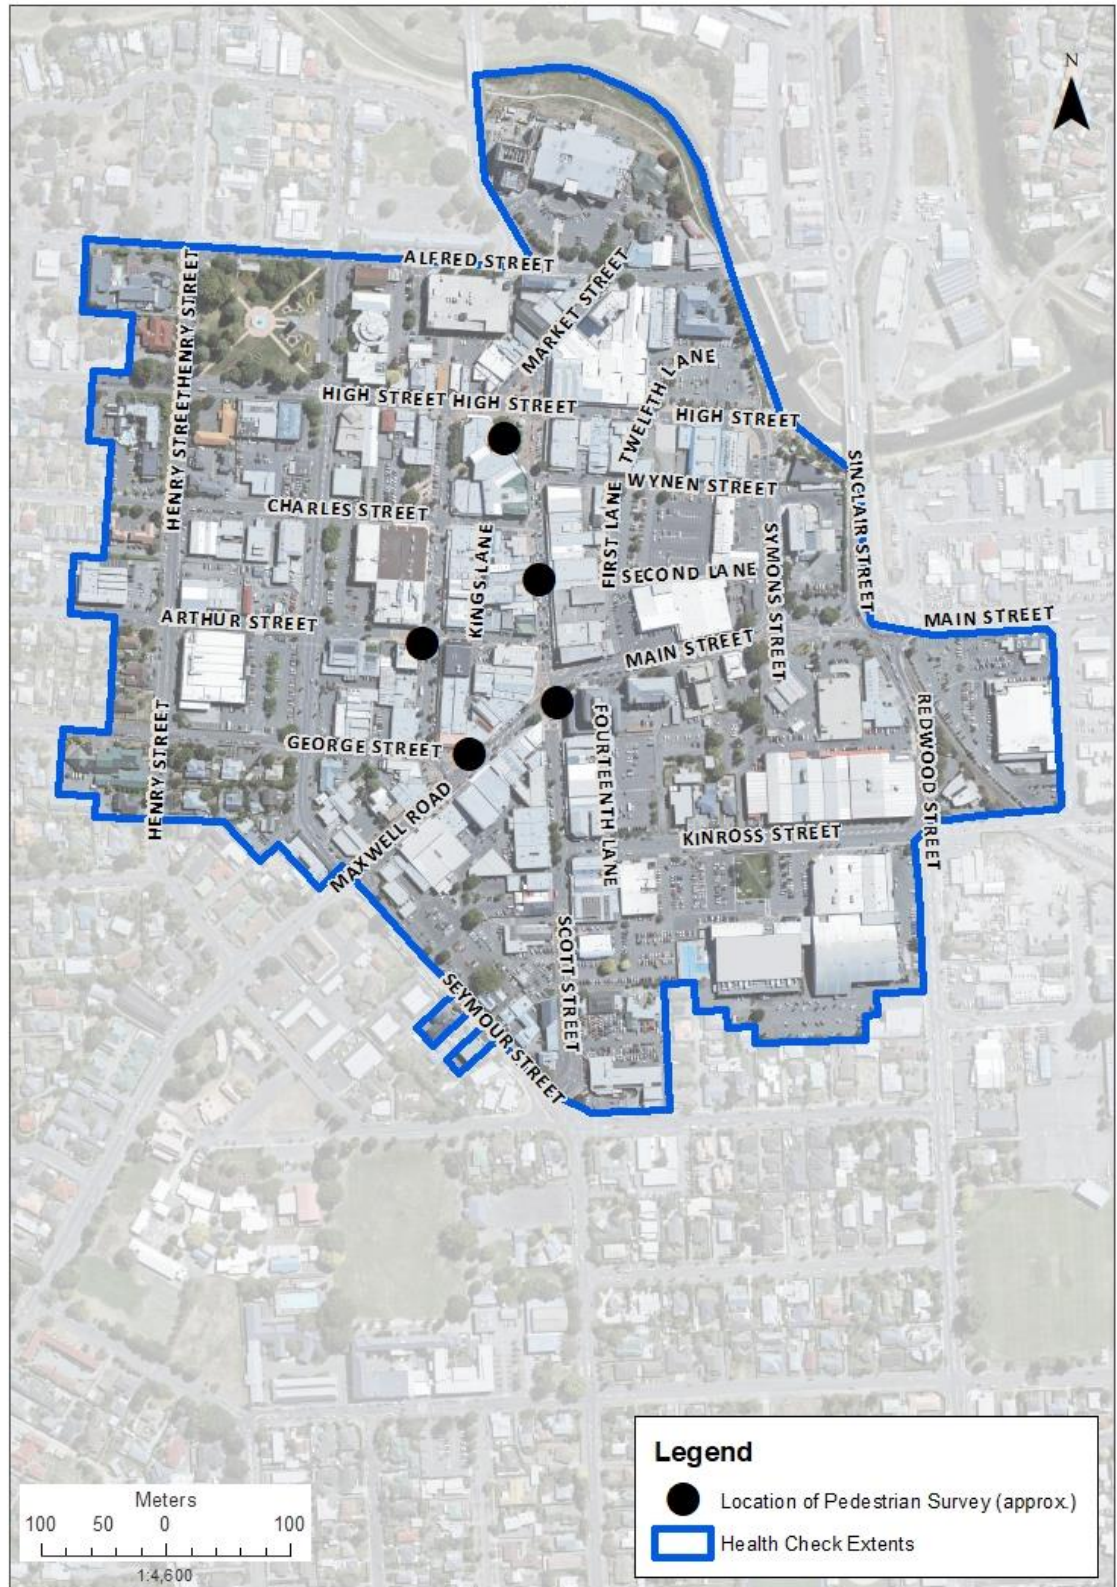 N
ALFRED STREET
MARKET STREET
HENRY STREETHENRY STREET
HIGH STREET HIGH STREET
TWELFTH LANE
HIGH STREET
WYNEN STREET
CHARLES STREET
KINGS LANE
FIRST LANE
SECOND LANE
SYMONS STREET
SINCLAIR STREET
ARTHUR STREET
MAIN STREET
MAIN STREET
HENRY STREET
GEORGE STREET
MAXWELL ROAD
FOURTEENTH LANE
REDWOOD STREET
KINROSS STREET
SCOTT STREET
SEYMOUR STREET
Legend
Location of Pedestrian Survey (approx.)
Health Check Extents
Meters
100 50 0 100
1:4,600